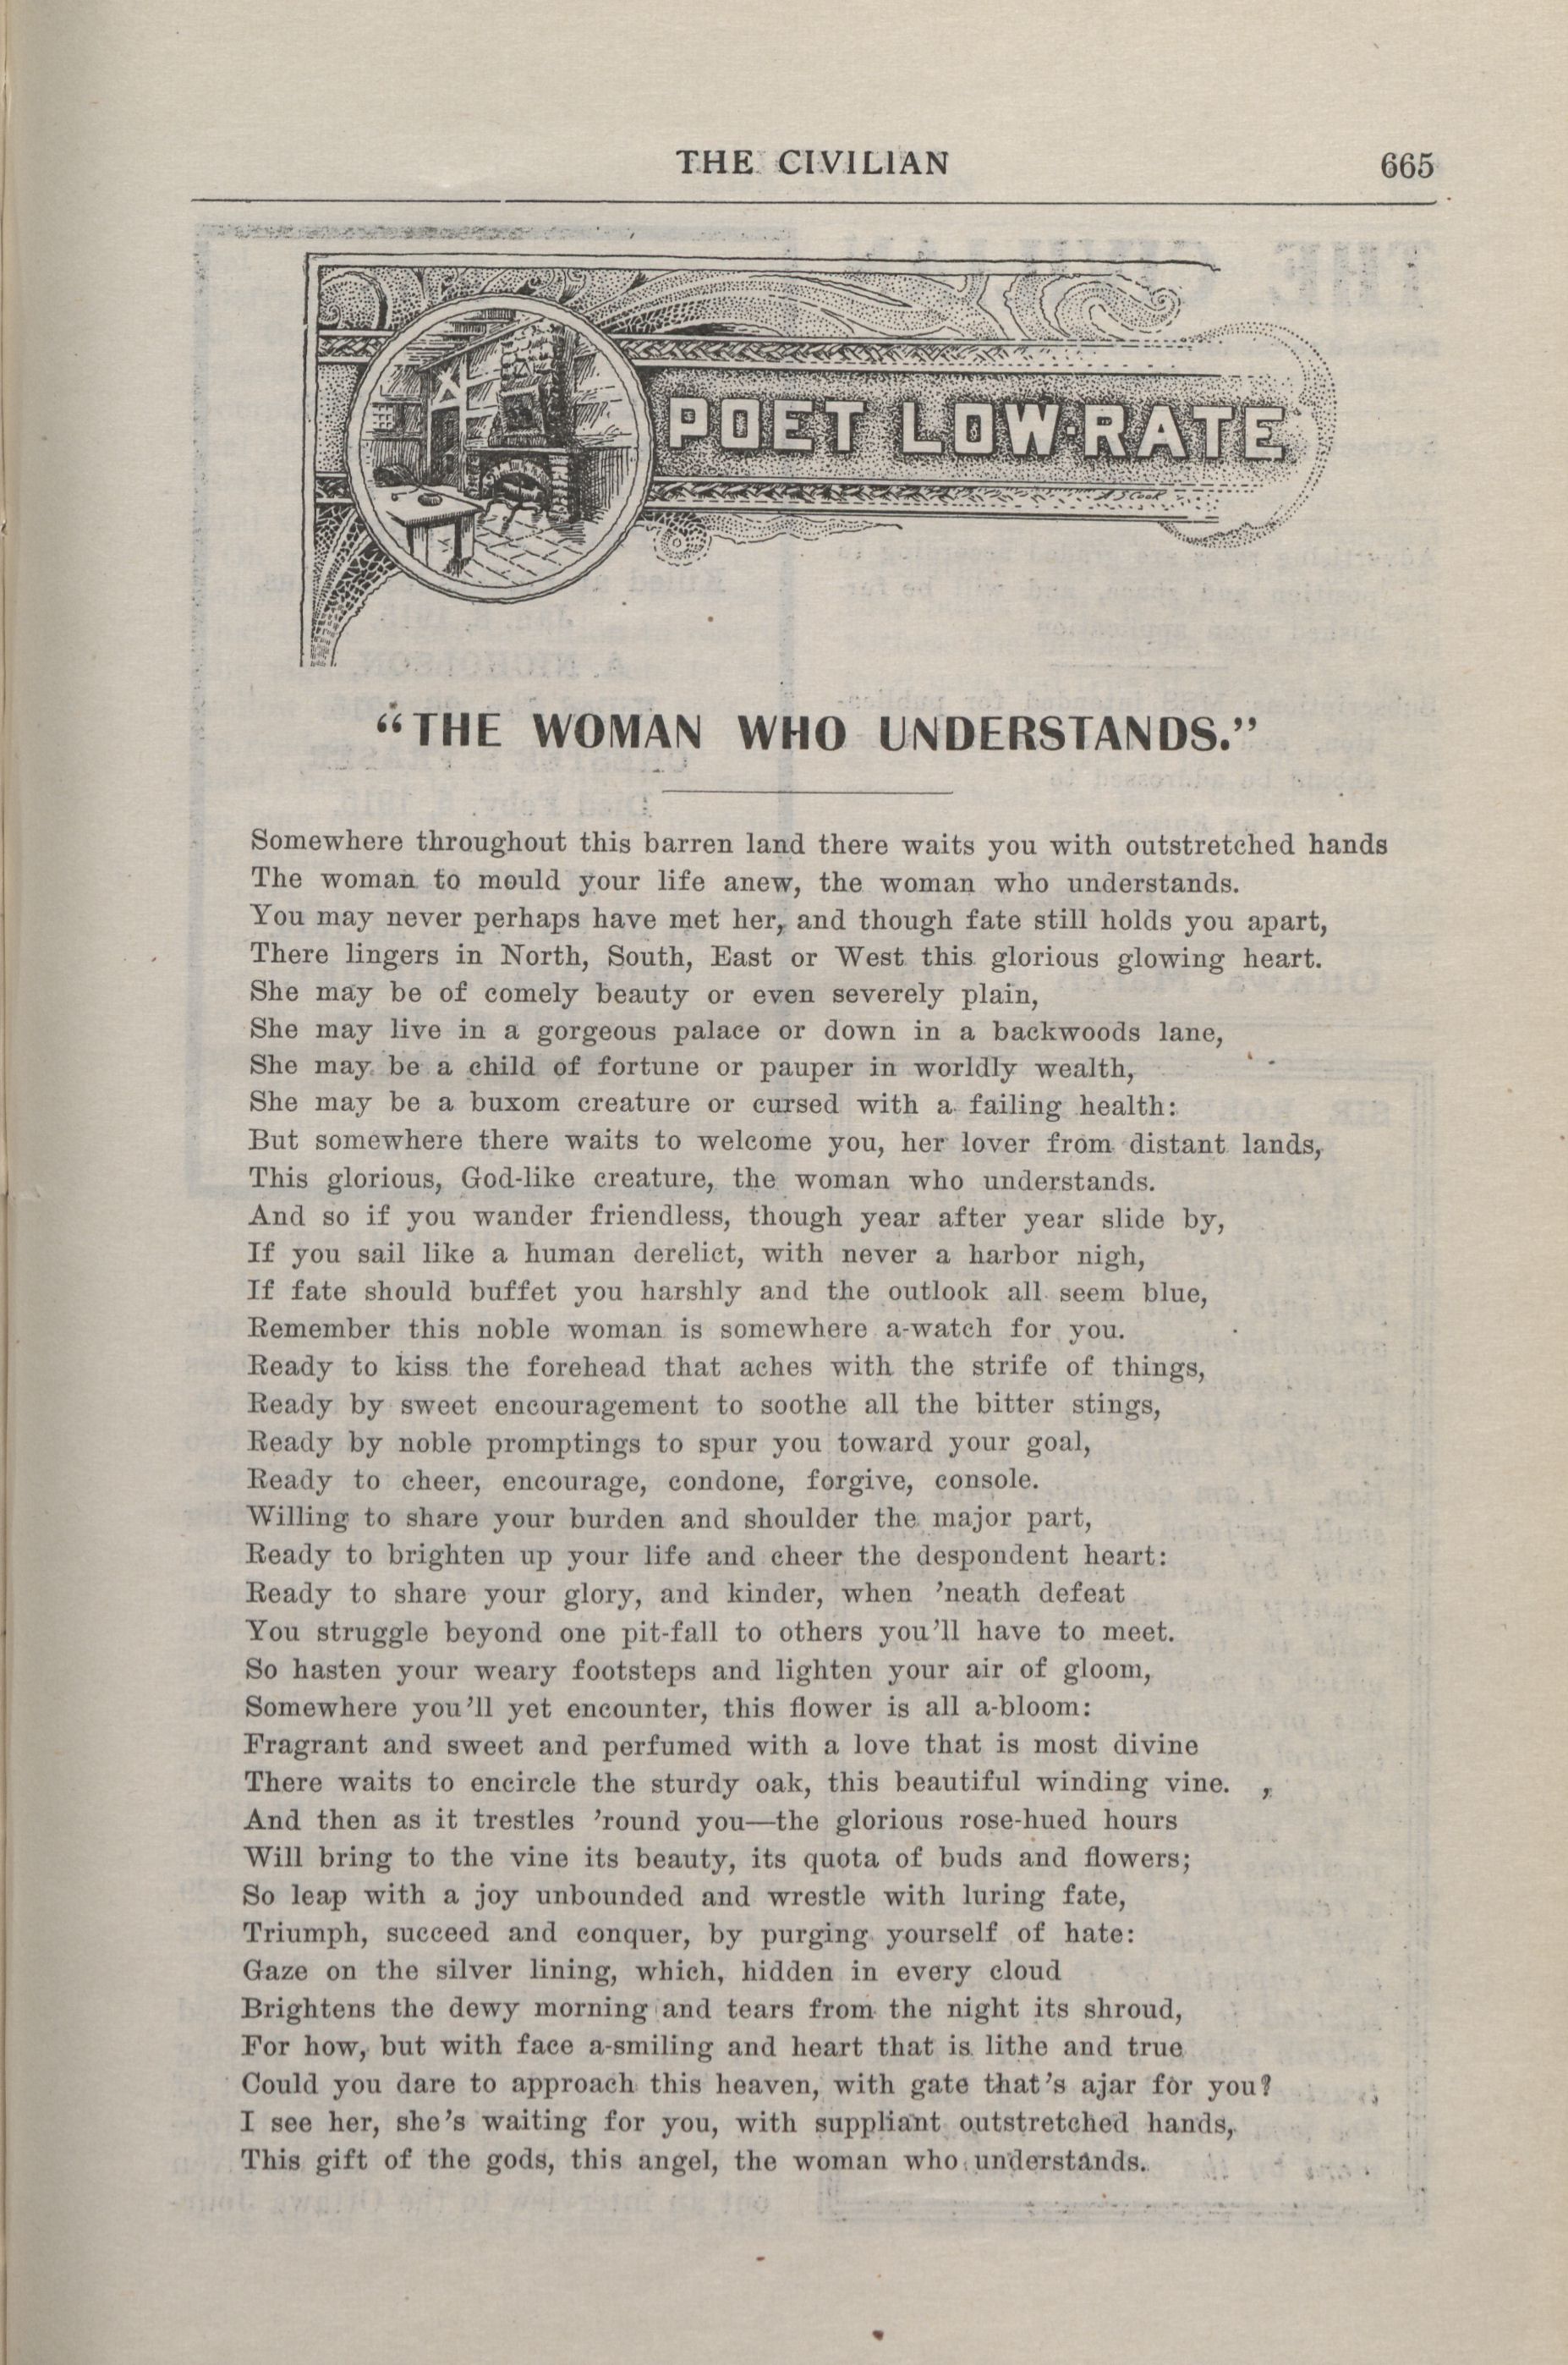 THE CIVILIAN 665
POET LOW-RATE
A S Cook
"THE WOMAN WHO UNDERSTANDS."
Somewhere throughout this barren land there waits you with outstretched hands
The woman to mould your life anew, the woman who understands.
You may never perhaps have met her, and though fate still holds you apart,
There lingers in North, South, East or West this glorious glowing heart.
She may be of comely beauty or even severely plain,
She may live in a gorgeous palace or down in a backwoods lane,
She may be a child of fortune or pauper in worldly wealth,
She may be a buxom creature or cursed with a failing health:
But somewhere there waits to welcome you, her lover from distant lands,
This glorious, God-like creature, the woman who understands.
And so if you wander friendless, though year after year slide by,
If you sail like a human derelict, with never a harbor nigh,
If fate should buffet you harshly and the outlook all seem blue,
Remember this noble woman is somewhere a-watch for you.
Ready to kiss the forehead that aches with the strife of things,
Ready by sweet encouragement to soothe all the bitter stings,
Ready by noble promptings to spur you toward your goal,
Ready to cheer, encourage, condone, forgive, console.
Willing to share your burden and shoulder the major part,
Ready to brighten up your life and cheer the despondent heart:
Ready to share your glory, and kinder, when 'neath defeat
You struggle beyond one pit-fall to others you'll have to meet.
So hasten your weary footsteps and lighten your air of gloom,
Somewhere you'll yet encounter, this flower is all a-bloom:
Fragrant and sweet and perfumed with a love that is most divine
There waits to encircle the sturdy oak, this beautiful winding vine.
And then as it trestles 'round you—the glorious rose-hued hours
Will bring to the vine its beauty, its quota of buds and flowers;
So leap with a joy unbounded and wrestle with luring fate,
Triumph, succeed and conquer, by purging yourself of hate:
Gaze on the silver lining, which, hidden in every cloud
Brightens the dewy morning and tears from the night its shroud,
For how, but with face a-smiling and heart that is lithe and true
Could you dare to approach this heaven, with gate that's ajar for you?
I see her, she's waiting for you, with suppliant outstretched hands,
This gift of the gods, this angel, the woman who understands.